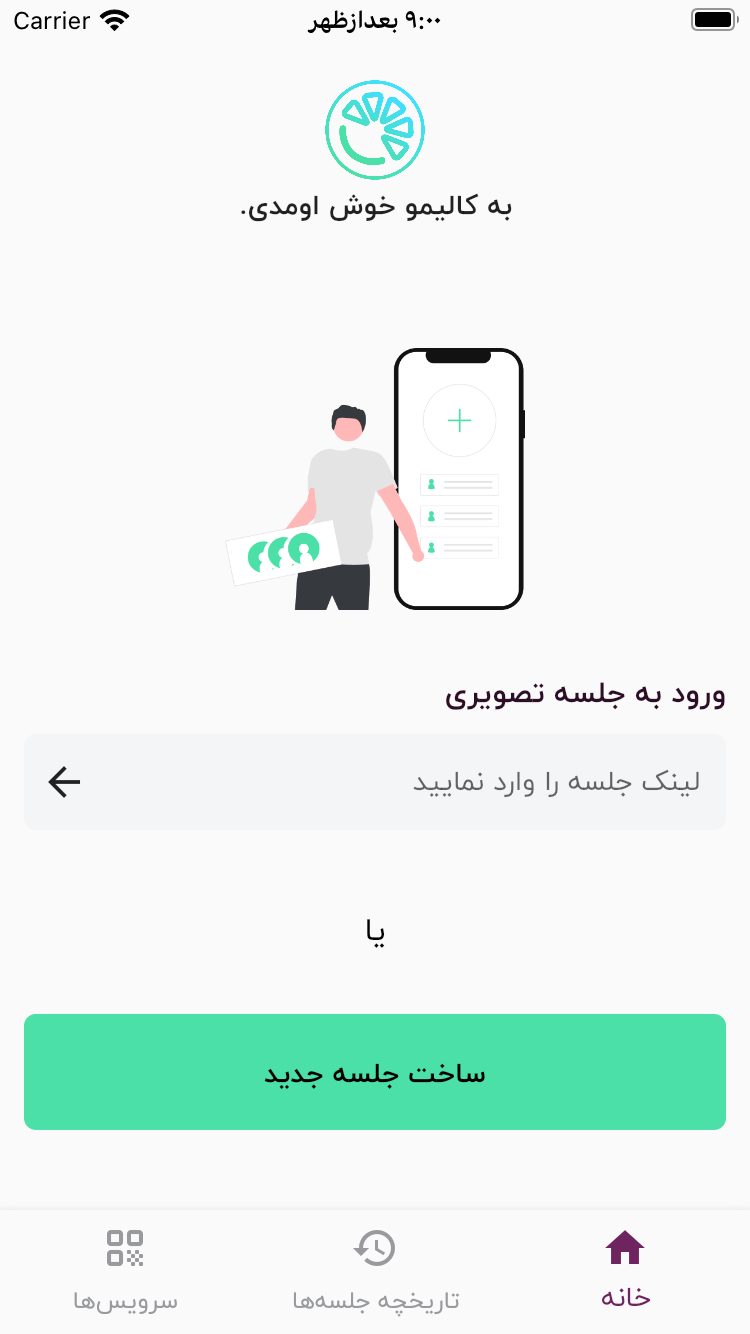 Carrier
۹:۰۰ بعدازظهر
به کالیمو خوش اومدی.
ورود به جلسه تصویری
لینک جلسه را وارد نمایید
یا
ساخت جلسه جدید
خانه
تاریخچه جلسه‌ها
سرویس‌ها